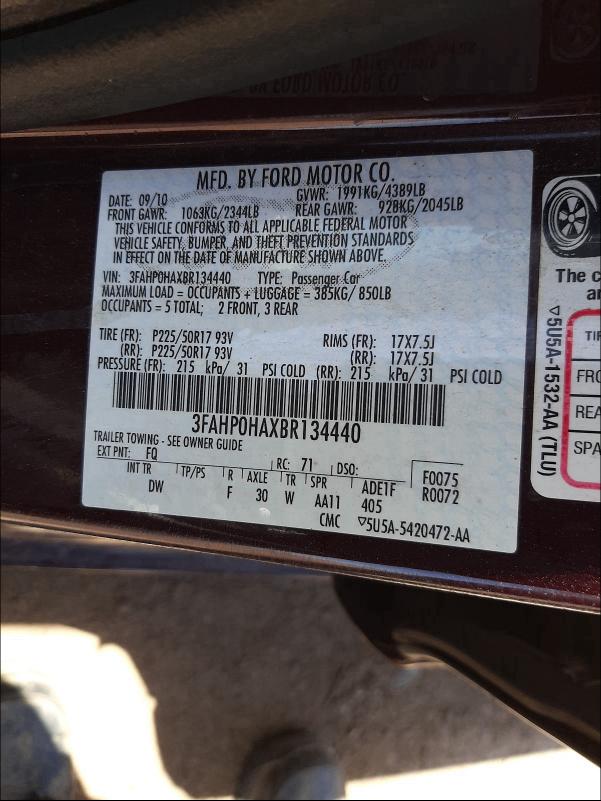 MFD. BY FORD MOTOR CO.
DATE: 09/10 GVWR: 1991KG/4389LB
FRONT GAWR: 1063KG/2344LB REAR GAWR: 928KG/2045LB
THIS VEHICLE CONFORMS TO ALL APPLICABLE FEDERAL MOTOR
VEHICLE SAFETY, BUMPER, AND THEFT PREVENTION STANDARDS
IN EFFECT ON THE DATE OF MANUFACTURE SHOWN ABOVE.
VIN: 3FAHP0HAXBR134440 TYPE: Passenger Car
MAXIMUM LOAD = OCCUPANTS + LUGGAGE = 385KG/850LB
OCCUPANTS = 5 TOTAL; 2 FRONT, 3 REAR
TIRE (FR): P225/50R17 93V RIMS (FR): 17X7.5J
(RR): P225/50R17 93V (RR): 17X7.5J
PRESSURE (FR): 215 kPa/ 31 PSI COLD (RR): 215 kPa/ 31 PSI COLD
3FAHP0HAXBR134440
TRAILER TOWING - SEE OWNER GUIDE
EXT PNT: FQ RC: 71 DSO: F0075
INT TR TP/PS R AXLE TR SPR ADE1F R0072
DW F 30 W AA11 405
CMC ▽5U5A-5420472-AA
The c
an
▽5U5A-1532-AA (TLU)
TI
FRO
REA
SPA